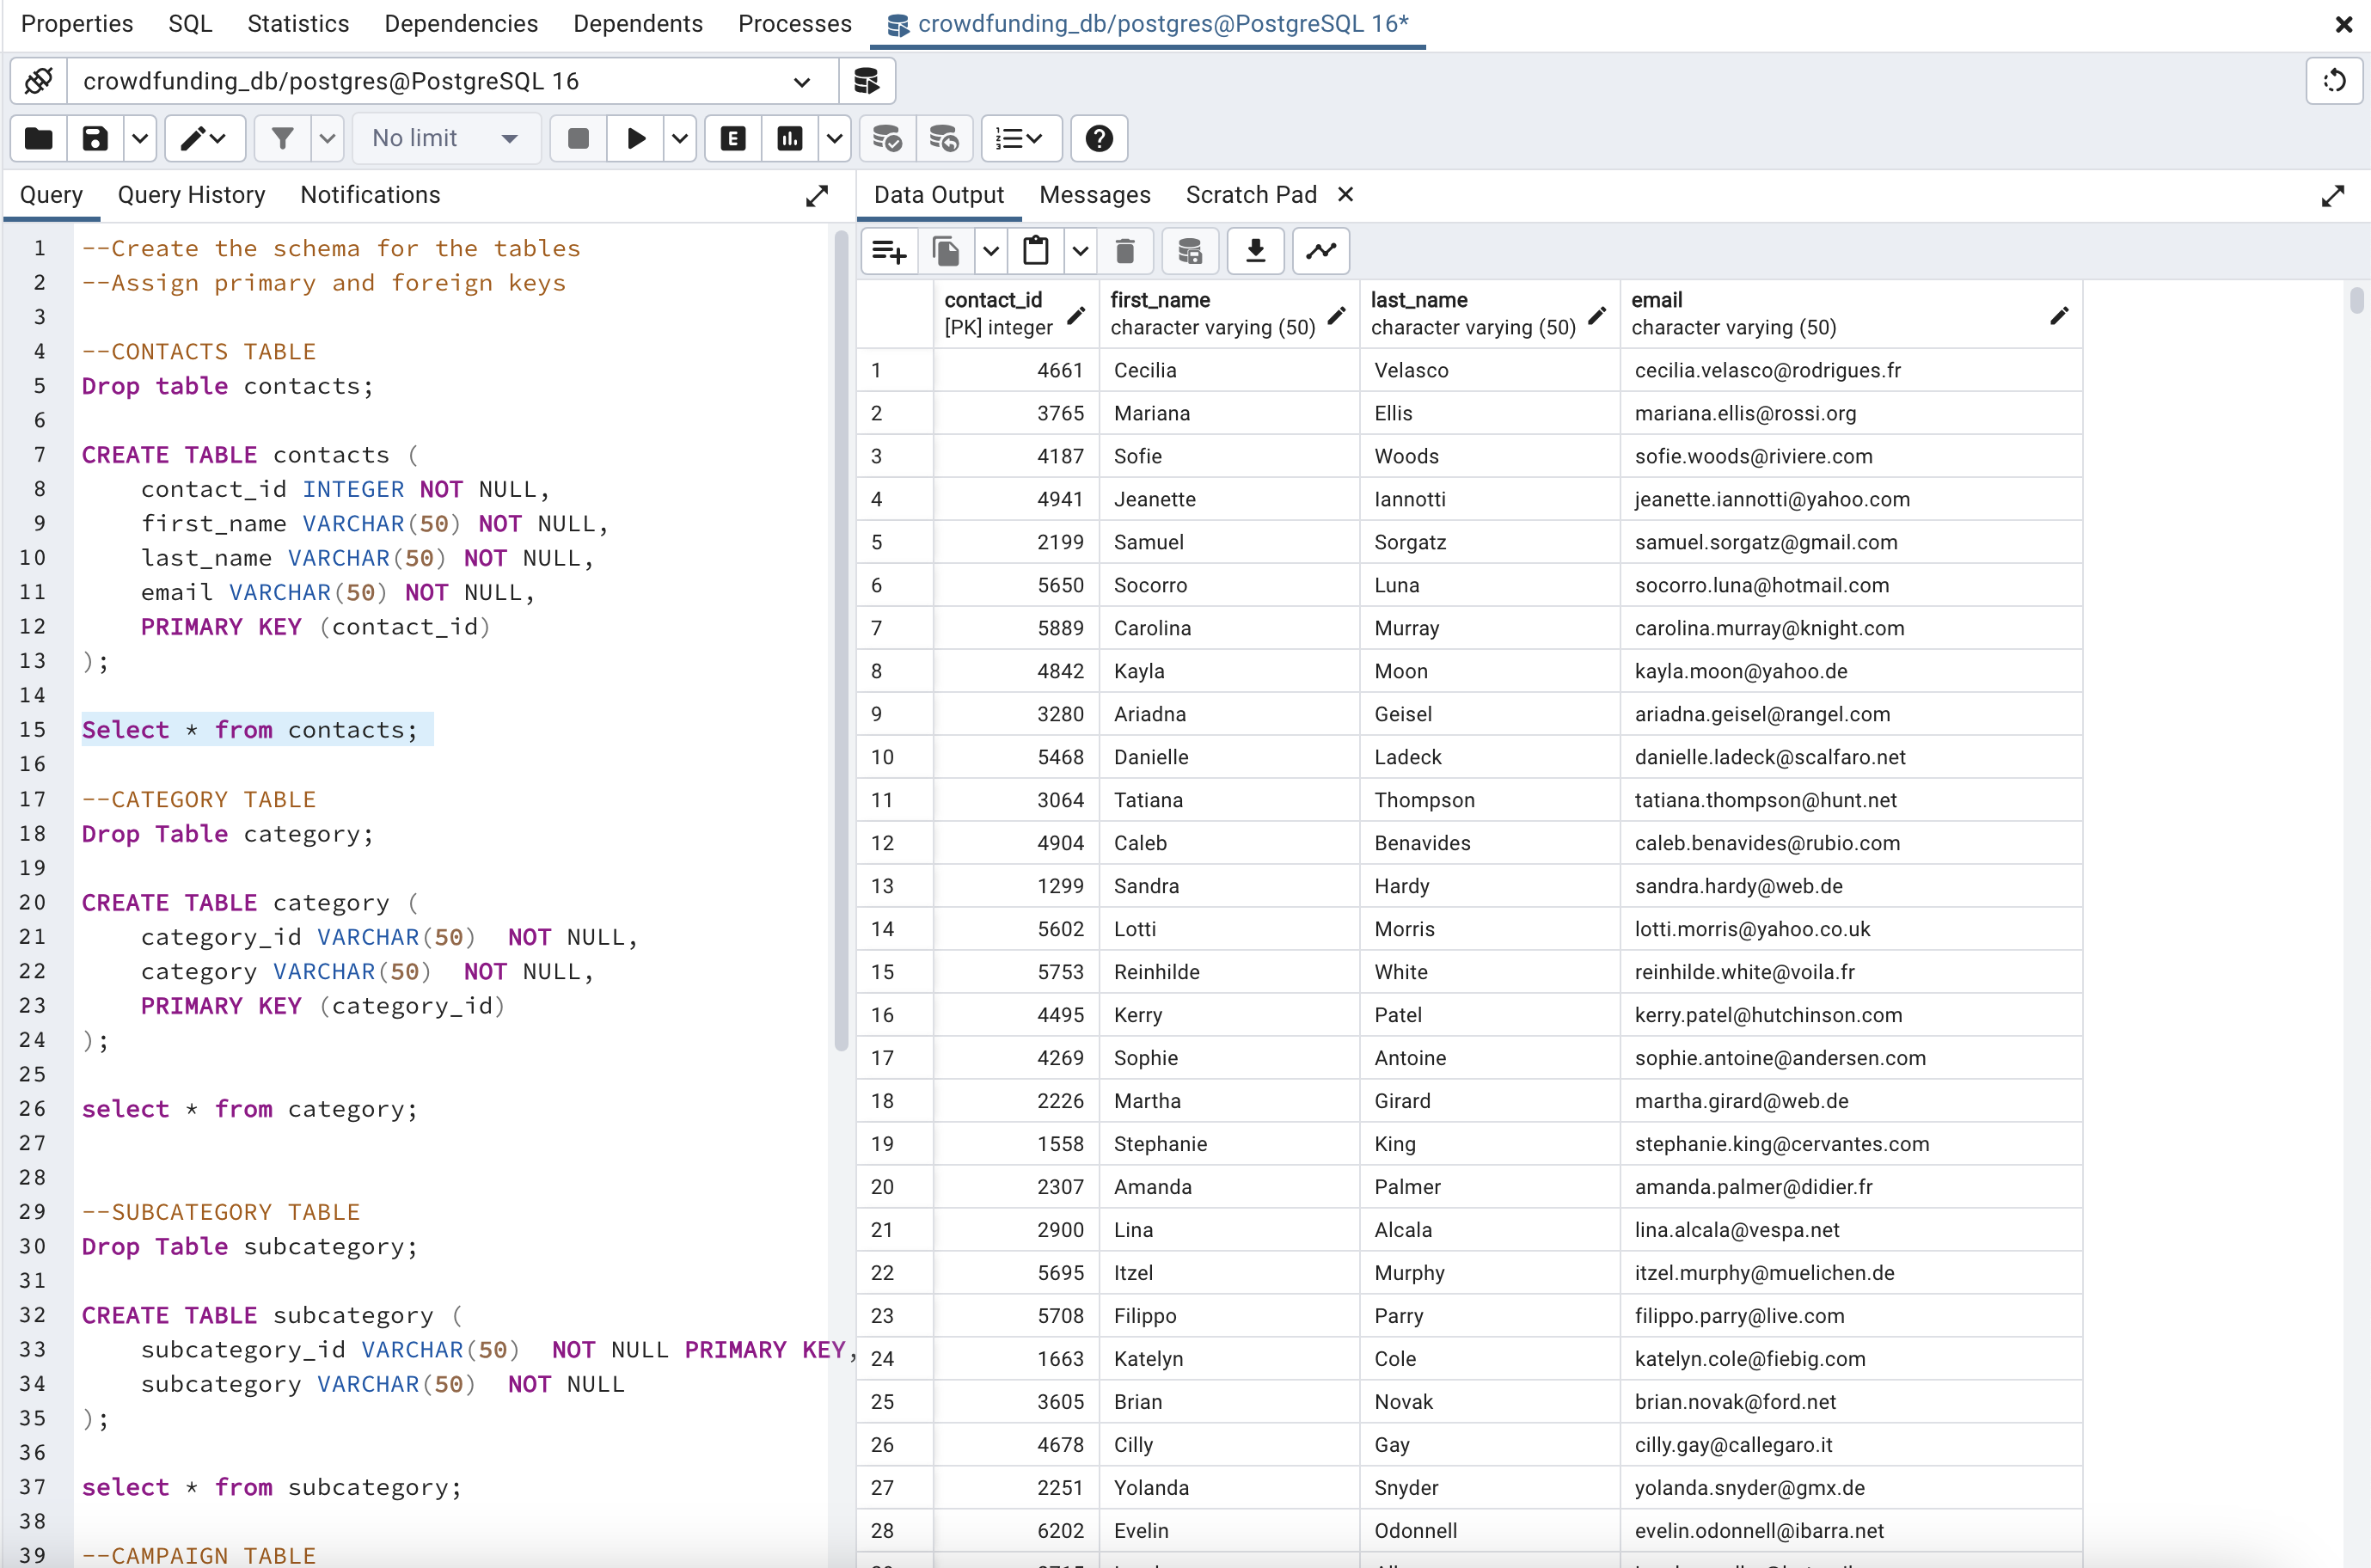 Properties SQL Statistics Dependencies Dependents Processes crowdfunding_db/postgres@PostgreSQL 16*
crowdfunding_db/postgres@PostgreSQL 16
No limit E
Query Query History Notifications
1 --Create the schema for the tables
2 --Assign primary and foreign keys
3
4 --CONTACTS TABLE
5 Drop table contacts;
6
7 CREATE TABLE contacts (
8 contact_id INTEGER NOT NULL,
9 first_name VARCHAR(50) NOT NULL,
10 last_name VARCHAR(50) NOT NULL,
11 email VARCHAR(50) NOT NULL,
12 PRIMARY KEY (contact_id)
13 );
14
15 Select * from contacts;
16
17 --CATEGORY TABLE
18 Drop Table category;
19
20 CREATE TABLE category (
21 category_id VARCHAR(50)  NOT NULL,
22 category VARCHAR(50)  NOT NULL,
23 PRIMARY KEY (category_id)
24 );
25
26 select * from category;
27
28
29 --SUBCATEGORY TABLE
30 Drop Table subcategory;
31
32 CREATE TABLE subcategory (
33 subcategory_id VARCHAR(50)  NOT NULL PRIMARY KEY,
34 subcategory VARCHAR(50)  NOT NULL
35 );
36
37 select * from subcategory;
38
39 --CAMPAIGN TABLE
Data Output Messages Scratch Pad
contact_id first_name last_name email
[PK] integer character varying (50) character varying (50) character varying (50)
1 4661 Cecilia Velasco cecilia.velasco@rodrigues.fr
2 3765 Mariana Ellis mariana.ellis@rossi.org
3 4187 Sofie Woods sofie.woods@riviere.com
4 4941 Jeanette Iannotti jeanette.iannotti@yahoo.com
5 2199 Samuel Sorgatz samuel.sorgatz@gmail.com
6 5650 Socorro Luna socorro.luna@hotmail.com
7 5889 Carolina Murray carolina.murray@knight.com
8 4842 Kayla Moon kayla.moon@yahoo.de
9 3280 Ariadna Geisel ariadna.geisel@rangel.com
10 5468 Danielle Ladeck danielle.ladeck@scalfaro.net
11 3064 Tatiana Thompson tatiana.thompson@hunt.net
12 4904 Caleb Benavides caleb.benavides@rubio.com
13 1299 Sandra Hardy sandra.hardy@web.de
14 5602 Lotti Morris lotti.morris@yahoo.co.uk
15 5753 Reinhilde White reinhilde.white@voila.fr
16 4495 Kerry Patel kerry.patel@hutchinson.com
17 4269 Sophie Antoine sophie.antoine@andersen.com
18 2226 Martha Girard martha.girard@web.de
19 1558 Stephanie King stephanie.king@cervantes.com
20 2307 Amanda Palmer amanda.palmer@didier.fr
21 2900 Lina Alcala lina.alcala@vespa.net
22 5695 Itzel Murphy itzel.murphy@muelichen.de
23 5708 Filippo Parry filippo.parry@live.com
24 1663 Katelyn Cole katelyn.cole@fiebig.com
25 3605 Brian Novak brian.novak@ford.net
26 4678 Cilly Gay cilly.gay@callegaro.it
27 2251 Yolanda Snyder yolanda.snyder@gmx.de
28 6202 Evelin Odonnell evelin.odonnell@ibarra.net